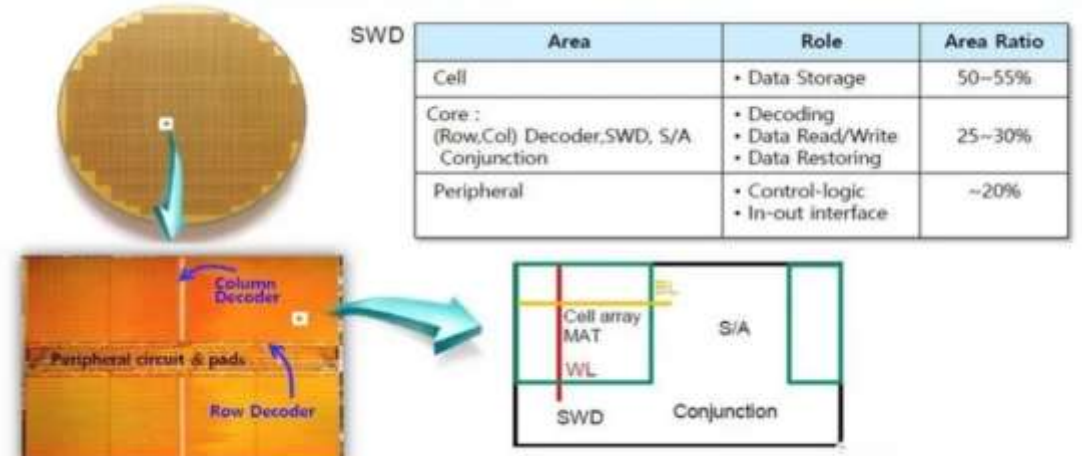 SWD
Area Role Area Ratio
Cell • Data Storage 50~55%
Core :
(Row,Col) Decoder,SWD, S/A
Conjunction
• Decoding
• Data Read/Write
• Data Restoring
25~30%
Peripheral
• Control-logic
• In-out interface
~20%
Column
Decoder
Peripheral circuit & pads
Row Decoder
Cell array
MAT
WL
S/A
SWD
Conjunction